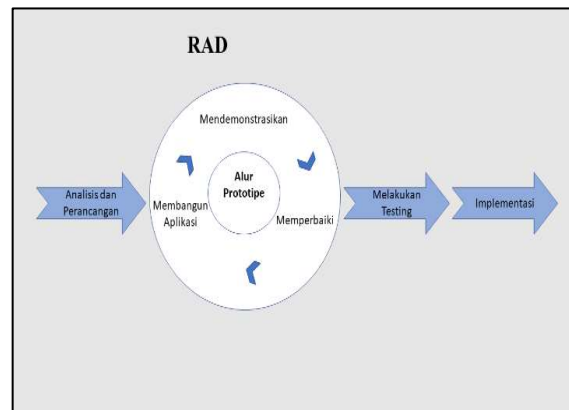 RAD
Mendemonstrasikan
Alur
Prototipe
Analisis dan
Perancangan
Membangun
Aplikasi
Memperbaiki
Melakukan
Testing
Implementasi